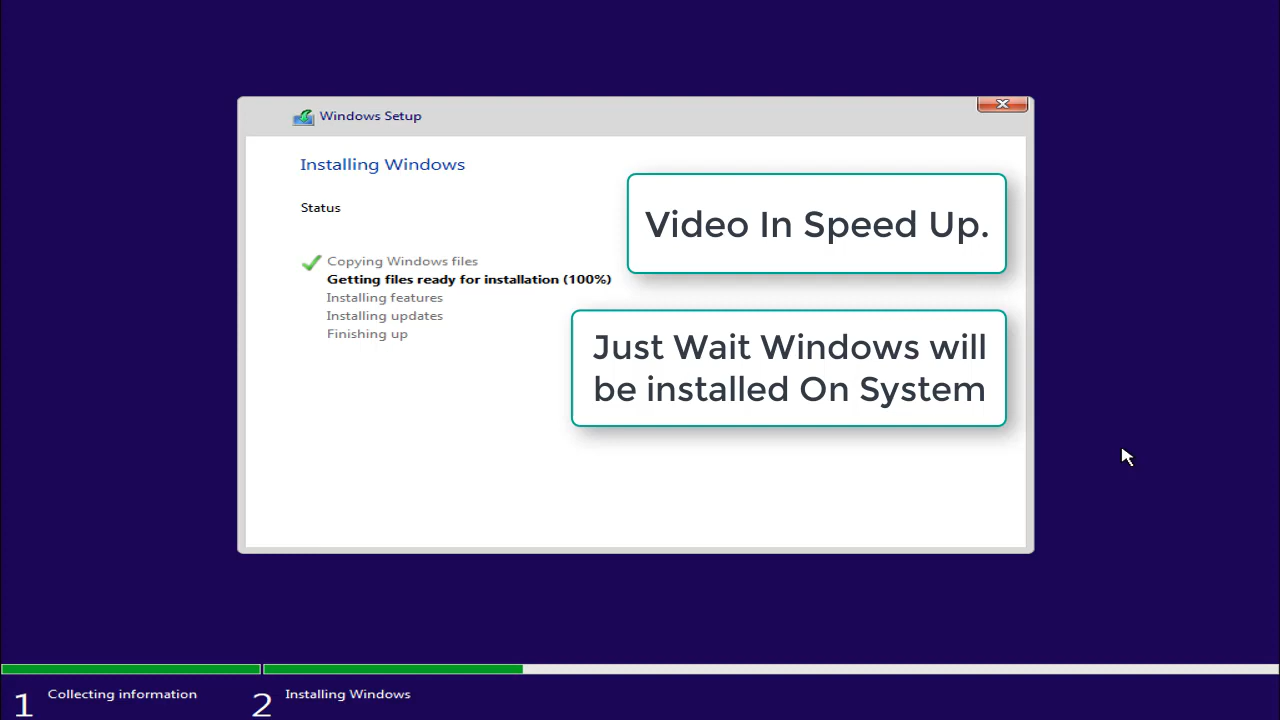 Windows Setup
Installing Windows
Status
Copying Windows files
Getting files ready for installation (100%)
Installing features
Installing updates
Finishing up
Video In Speed Up.
Just Wait Windows will
be installed On System
1 Collecting information
2 Installing Windows